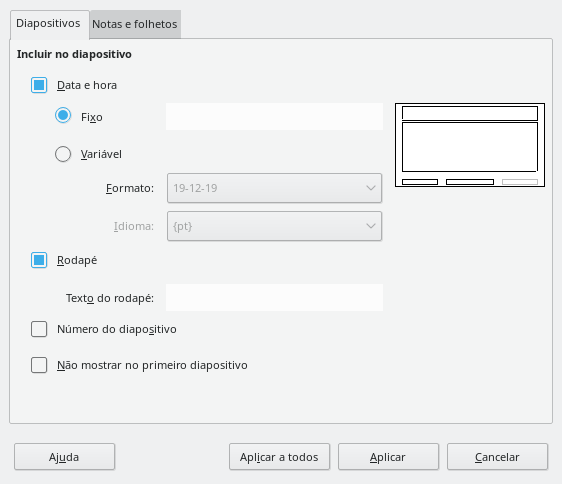 Diapositivos
Notas e folhetos
Incluir no diapositivo
Data e hora
Fixo
Variável
Formato: 19-12-19
Idioma: {pt}
Rodapé
Texto do rodapé:
Número do diapositivo
Não mostrar no primeiro diapositivo
Ajuda
Aplicar a todos
Aplicar
Cancelar